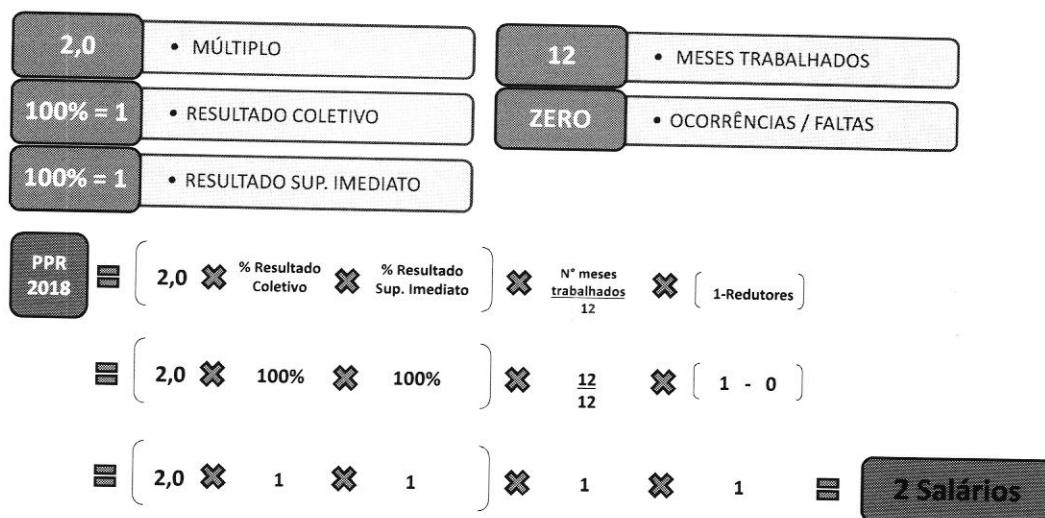 2,0 • MÚLTIPLO
100% = 1 • RESULTADO COLETIVO
100% = 1 • RESULTADO SUP. IMEDIATO
12 • MESES TRABALHADOS
ZERO • OCORRÊNCIAS / FALTAS
PPR
2018
= ( 2,0 × % Resultado
Coletivo × % Resultado
Sup. Imediato ) × N° meses
trabalhados
12 × ( 1-Redutores )
= ( 2,0 × 100% × 100% ) × 12
12 × ( 1 - 0 )
= ( 2,0 × 1 × 1 ) × 1 × 1 = 2 Salários